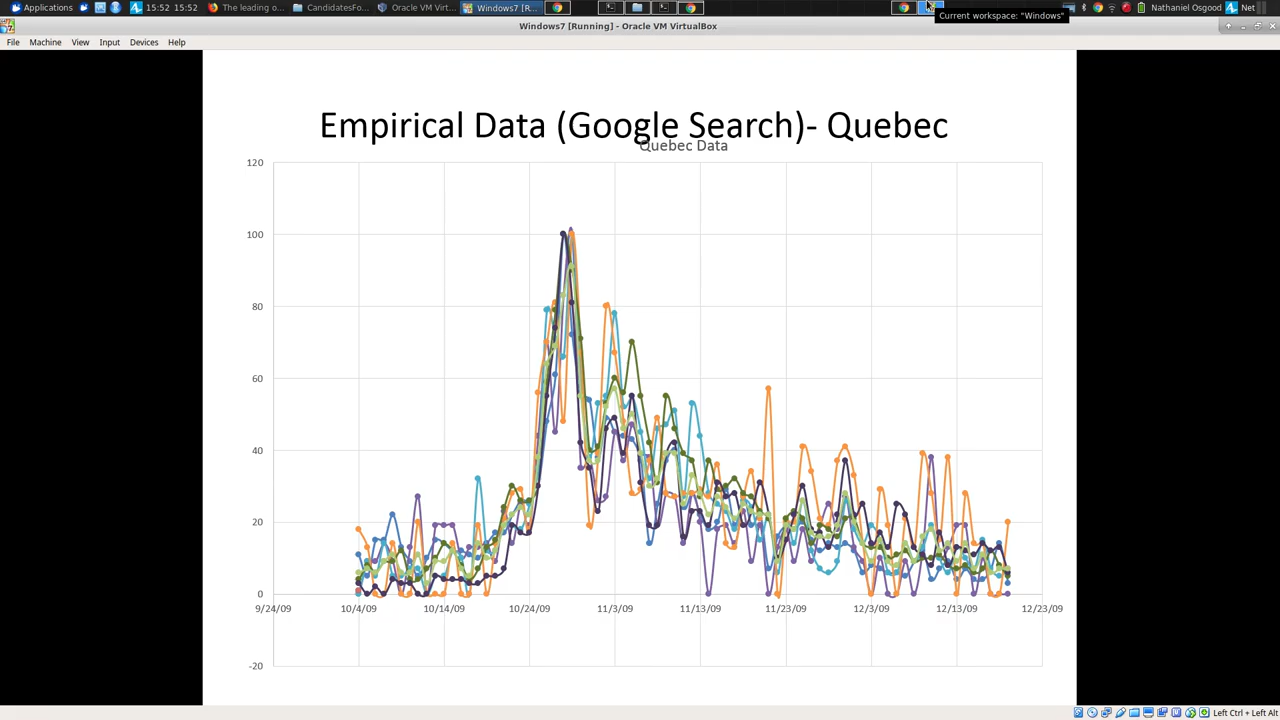 Applications
15:52 15:52
The leading o...
CandidatesFo...
Oracle VM Virt...
Windows7 [R...
Nathaniel Osgood
Net
Current workspace: "Windows"
Windows7 [Running] - Oracle VM VirtualBox
File Machine View Input Devices Help
Empirical Data (Google Search)- Quebec
Quebec Data
120
100
80
60
40
20
0
9/24/09 10/4/09 10/14/09 10/24/09 11/3/09 11/13/09 11/23/09 12/3/09 12/13/09 12/23/09
-20
Left Ctrl + Left Alt